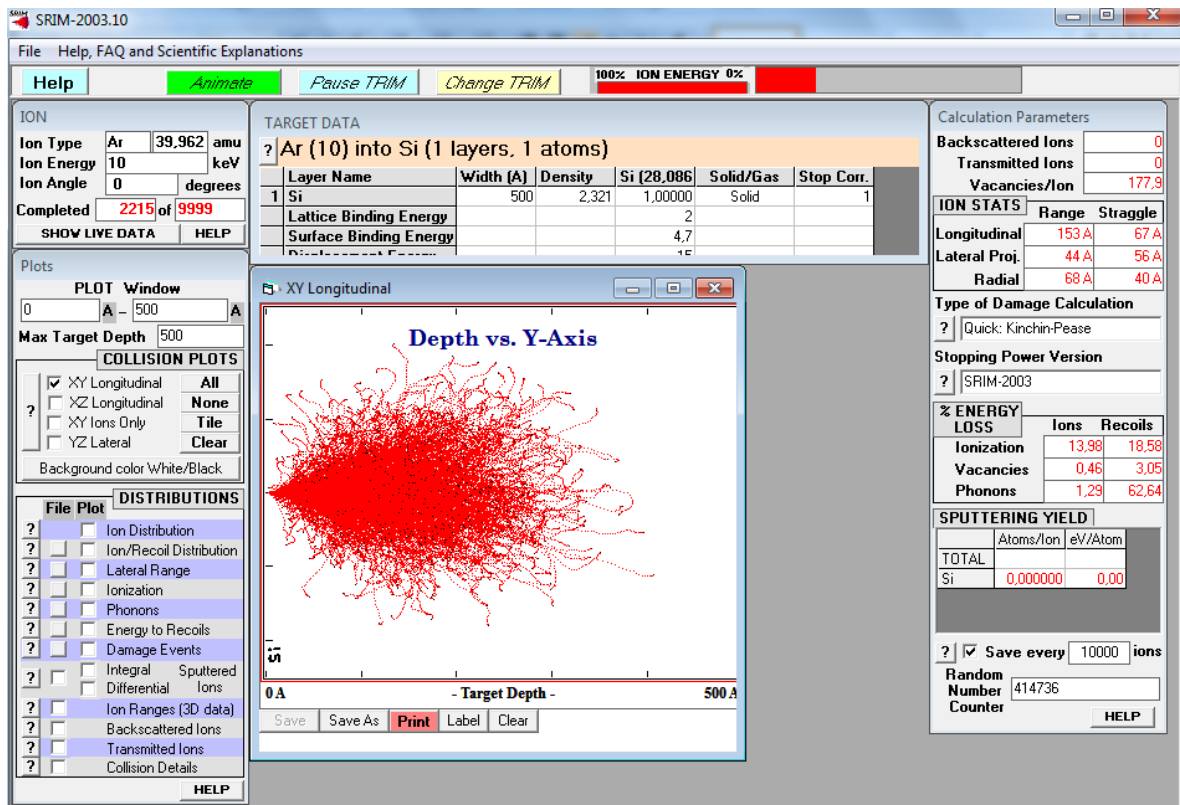 SRIM-2003.10
File Help, FAQ and Scientific Explanations
Help Animate Pause TRIM Change TRIM 100% ION ENERGY 0%
ION
Ion Type Ar 39,962 amu
Ion Energy 10 keV
Ion Angle 0 degrees
Completed 2215 of 9999
SHOW LIVE DATA HELP
Plots
PLOT Window
0 A - 500 A
Max Target Depth 500
COLLISION PLOTS
XY Longitudinal All
XZ Longitudinal None
? XY Ions Only Tile
YZ Lateral Clear
Background color White/Black
DISTRIBUTIONS
File Plot
? Ion Distribution
? Ion/Recoil Distribution
? Lateral Range
? Ionization
? Phonons
? Energy to Recoils
? Damage Events
? Integral Sputtered
Differential Ions
? Ion Ranges (3D data)
? Backscattered Ions
? Transmitted Ions
? Collision Details
HELP
TARGET DATA
? Ar (10) into Si (1 layers, 1 atoms)
Layer Name Width (A) Density Si (28,086 Solid/Gas Stop Corr.
1 Si 500 2,321 1,00000 Solid 1
Lattice Binding Energy 2
Surface Binding Energy 4,7
Displacement Energy 15
XY Longitudinal
Depth vs. Y-Axis
Si
0 A - Target Depth - 500 A
Save Save As Print Label Clear
Calculation Parameters
Backscattered Ions 0
Transmitted Ions 0
Vacancies/Ion 177,9
ION STATS Range Straggle
Longitudinal 153 A 67 A
Lateral Proj. 44 A 56 A
Radial 68 A 40 A
Type of Damage Calculation
? Quick: Kinchin-Pease
Stopping Power Version
? SRIM-2003
% ENERGY LOSS Ions Recoils
Ionization 13,98 18,58
Vacancies 0,46 3,05
Phonons 1,29 62,64
SPUTTERING YIELD
Atoms/Ion eV/Atom
TOTAL
Si 0,000000 0,00
? Save every 10000 ions
Random
Number 414736
Counter
HELP